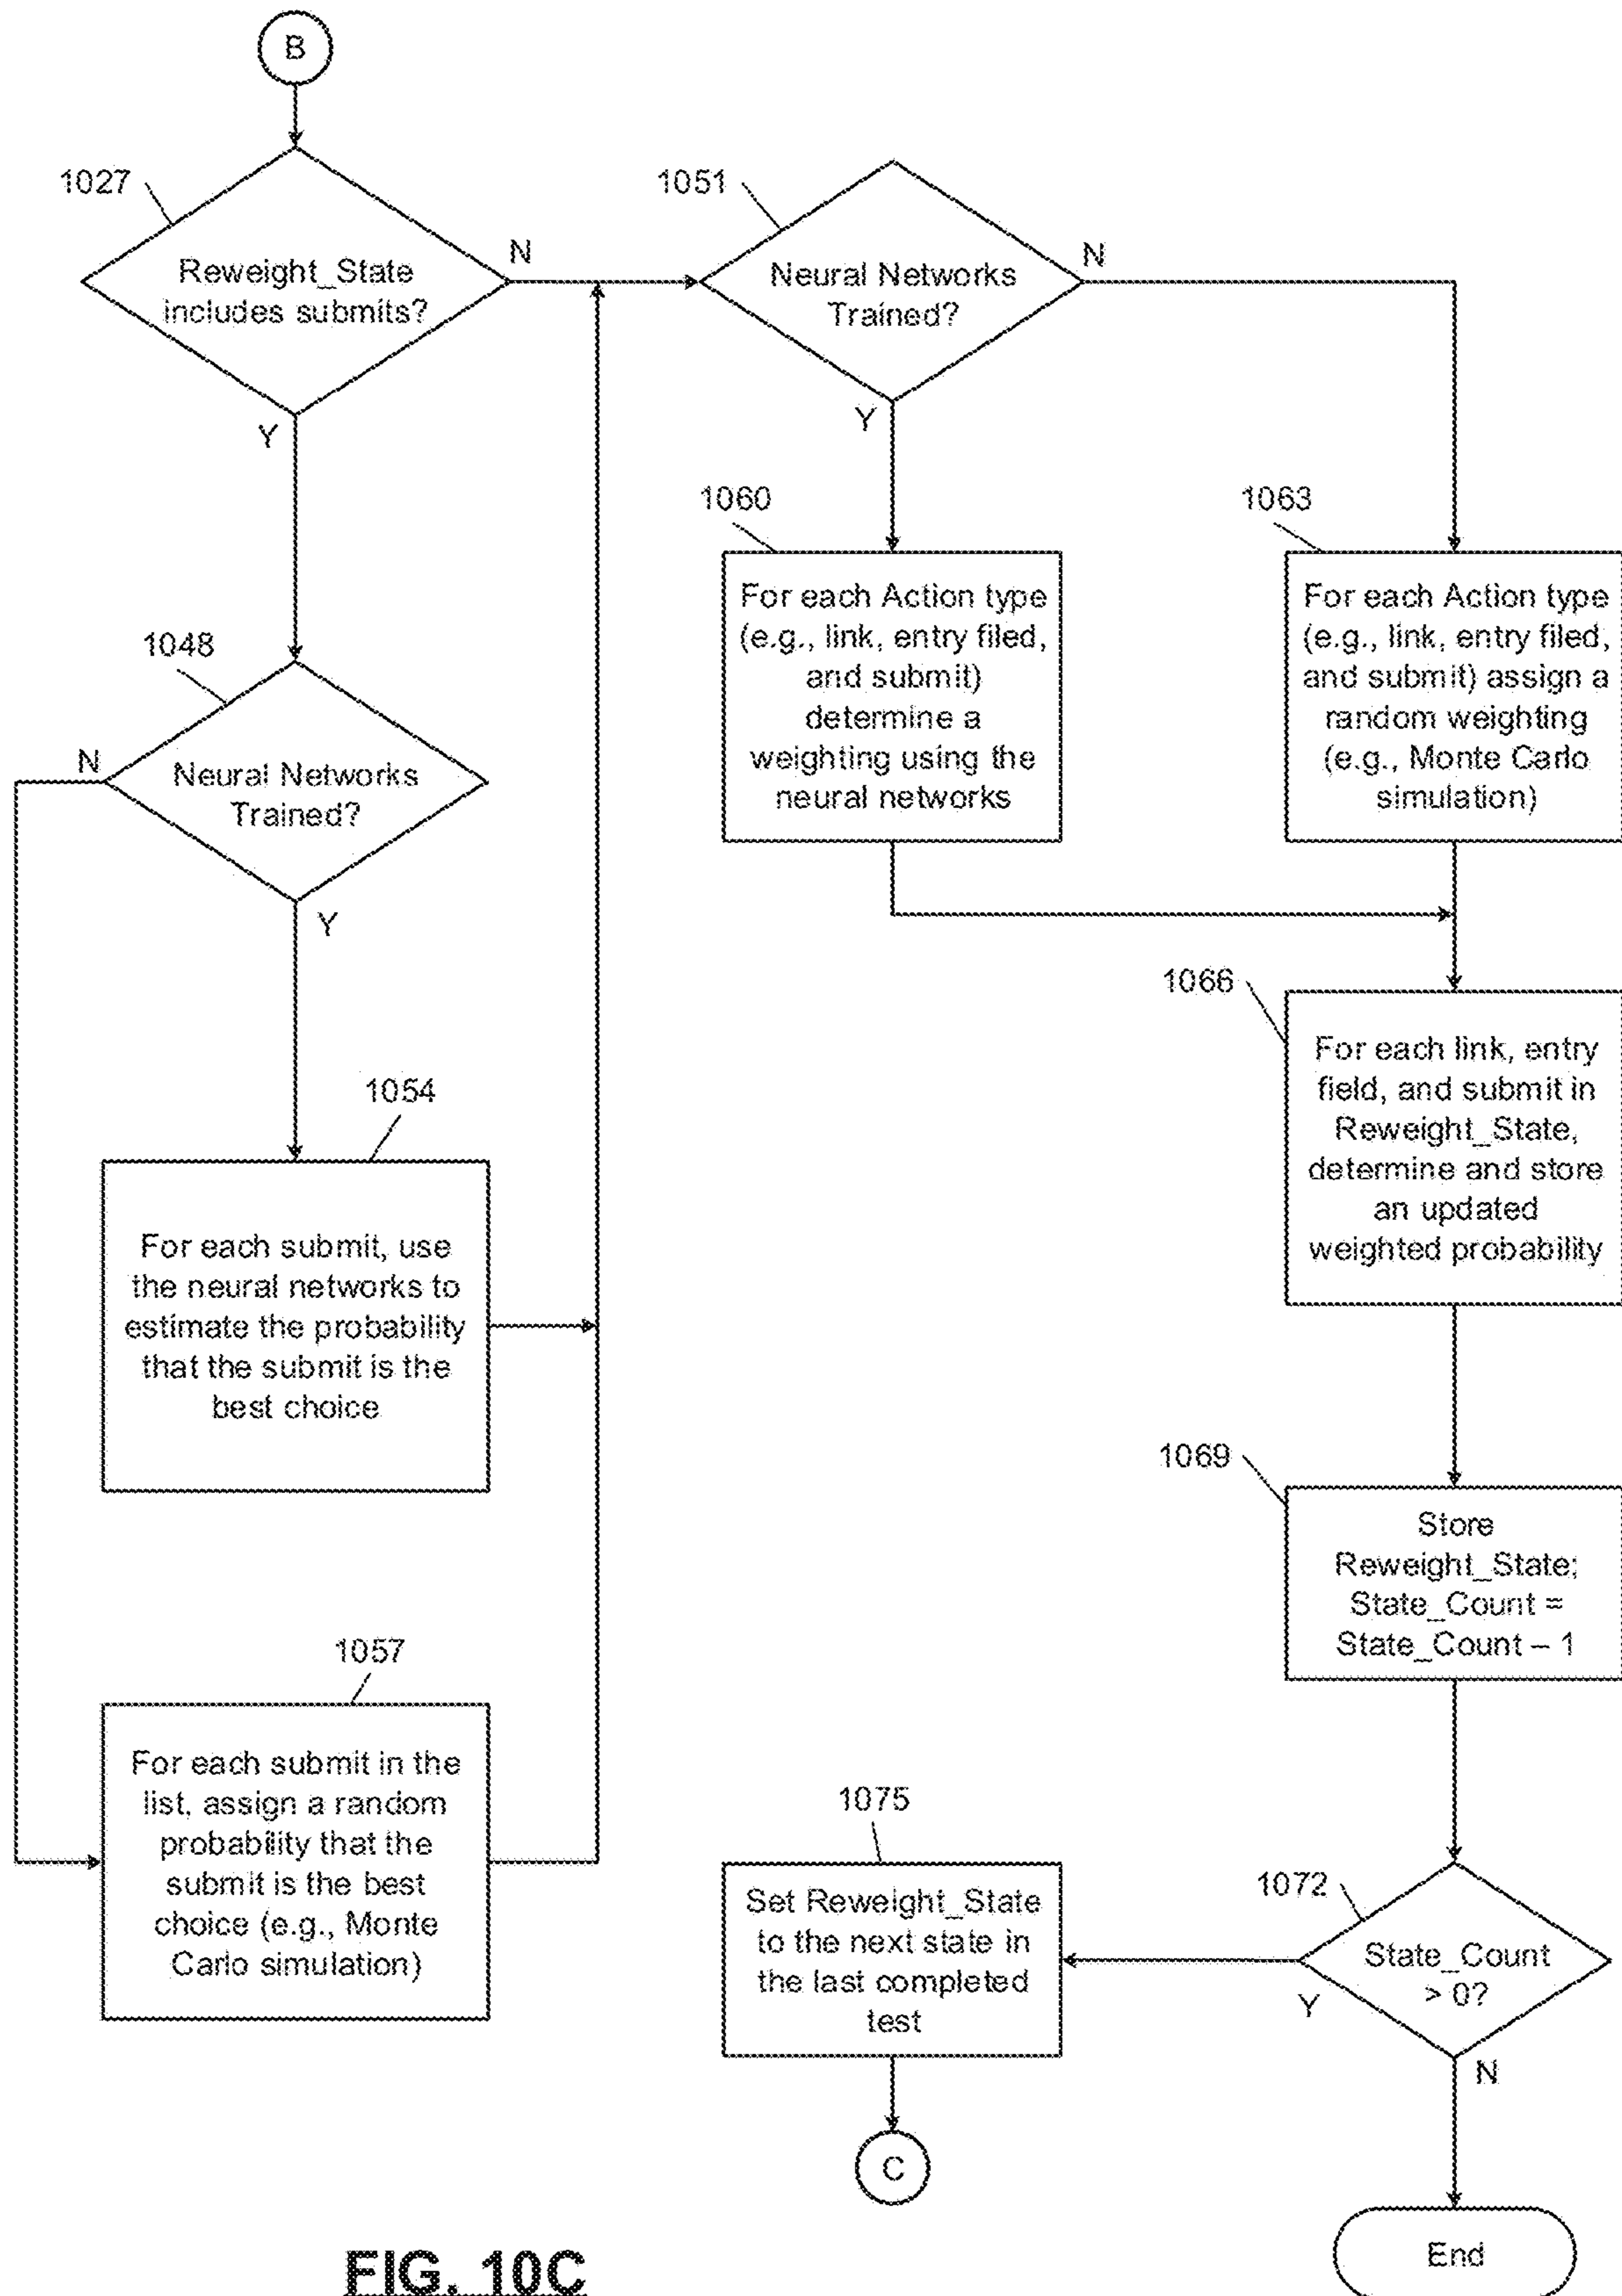 B
1027
Reweight_State
includes submits?
N
Y
1051
Neural Networks
Trained?
N
Y
1060
For each Action type
(e.g., link, entry filed,
and submit)
determine a
weighting using the
neural networks
1063
For each Action type
(e.g., link, entry filed,
and submit) assign a
random weighting
(e.g., Monte Carlo
simulation)
1048
N
Neural Networks
Trained?
Y
1066
For each link, entry
field, and submit in
Reweight_State,
determine and store
an updated
weighted probability
1054
For each submit, use
the neural networks to
estimate the probability
that the submit is the
best choice
1069
Store
Reweight_State;
State_Count =
State_Count – 1
1057
For each submit in the
list, assign a random
probability that the
submit is the best
choice (e.g., Monte
Carlo simulation)
1075
Set Reweight_State
to the next state in
the last completed
test
1072
State_Count
> 0?
Y
N
C
End
FIG. 10C